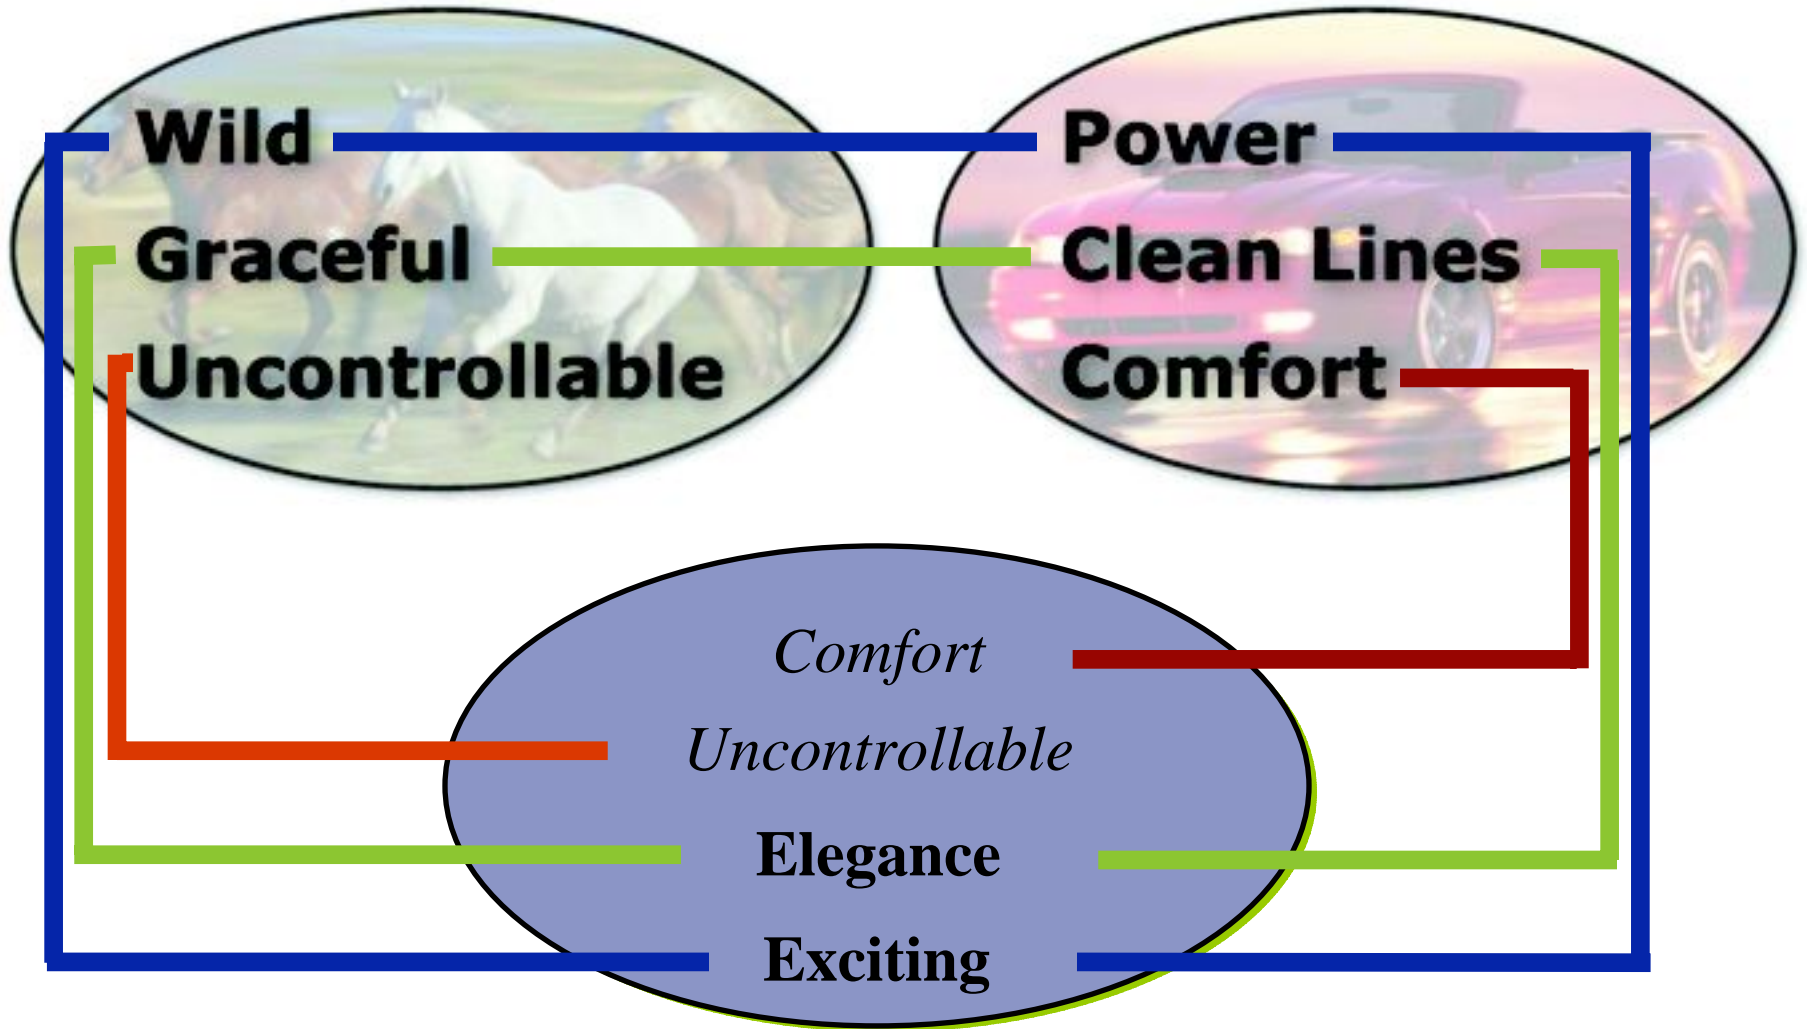 Wild
Graceful
Uncontrollable
Power
Clean Lines
Comfort
Comfort
Uncontrollable
Elegance
Exciting